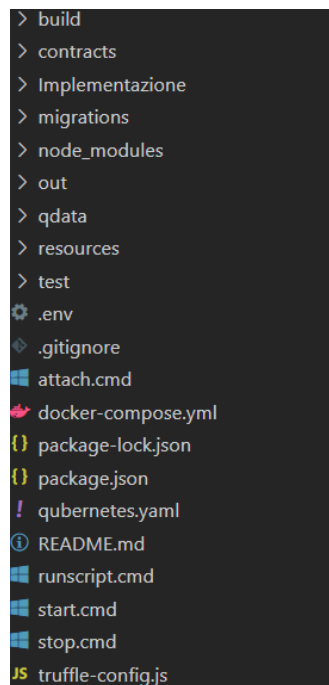 build
contracts
Implementazione
migrations
node_modules
out
qdata
resources
test
.env
.gitignore
attach.cmd
docker-compose.yml
{} package-lock.json
{} package.json
! qubernetes.yaml
README.md
runscript.cmd
start.cmd
stop.cmd
JS truffle-config.js